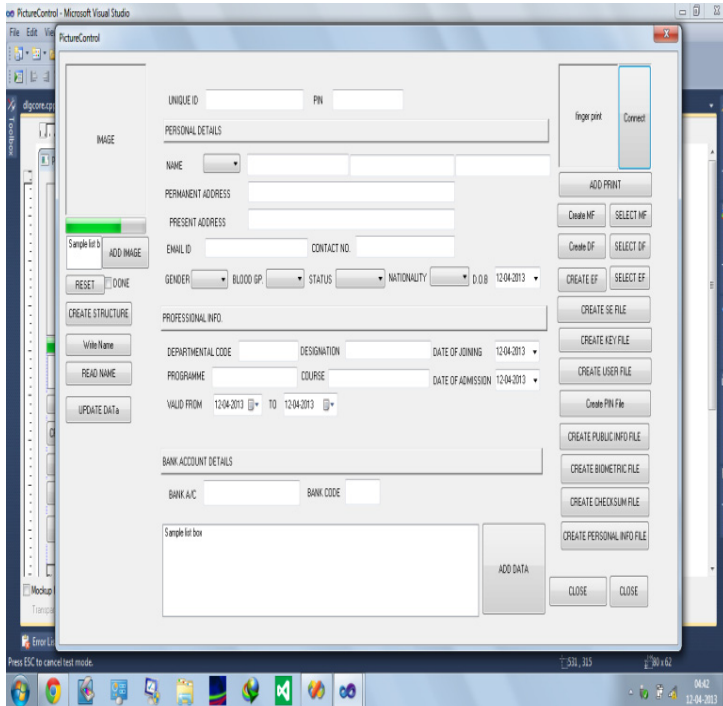 PictureControl - Microsoft Visual Studio
File Edit Vie
PictureControl
dlgcore.cpp
Toolbox
IMAGE
UNIQUE ID PIN
PERSONAL DETAILS
NAME
PERMANENT ADDRESS
PRESENT ADDRESS
EMAIL ID CONTACT NO.
GENDER BLOOD GP. STATUS NATIONALITY D.O.B 12-04-2013
Sample list b ADD IMAGE
RESET DONE
CREATE STRUCTURE
Write Name
READ NAME
UPDATE DATa
PROFESSIONAL INFO.
DEPARTMENTAL CODE DESIGNATION DATE OF JOINING 12-04-2013
PROGRAMME COURSE DATE OF ADMISSION 12-04-2013
VALID FROM 12-04-2013 TO 12-04-2013
BANK ACCOUNT DETAILS
BANK A/C BANK CODE
Sample list box
ADD DATA
finger print Connect
ADD PRINT
Create MF SELECT MF
Create DF SELECT DF
CREATE EF SELECT EF
CREATE SE FILE
CREATE KEY FILE
CREATE USER FILE
Create PIN File
CREATE PUBLIC INFO FILE
CREATE BIOMETRIC FILE
CREATE CHECKSUM FILE
CREATE PERSONAL INFO FILE
CLOSE CLOSE
Mockup
Transpa
Error Li
Press ESC to cancel test mode. 531, 315 80 x 62
04:42
12-04-2013